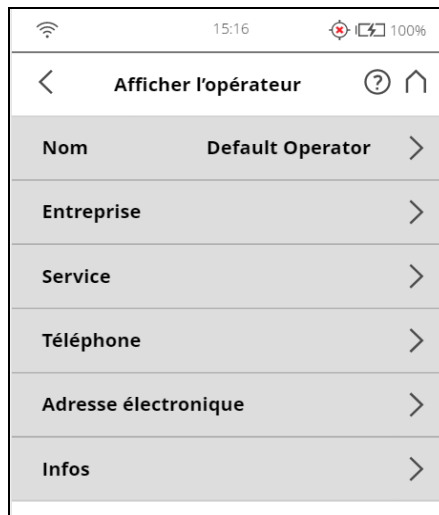 15:16 100%
Afficher l’opérateur ?
Nom Default Operator
Entreprise
Service
Téléphone
Adresse électronique
Infos